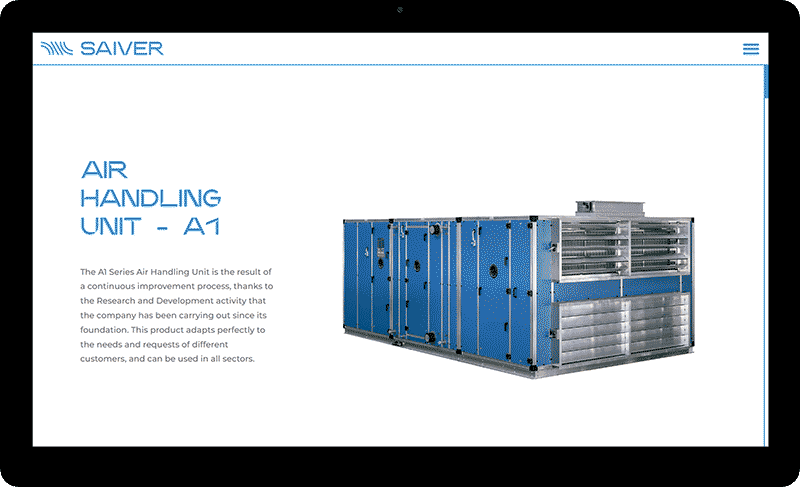 SAIVER
AIR
HANDLING
UNIT - A1
The A1 Series Air Handling Unit is the result of
a continuous improvement process, thanks to
the Research and Development activity that
the company has been carrying out since its
foundation. This product adapts perfectly to
the needs and requests of different
customers, and can be used in all sectors.